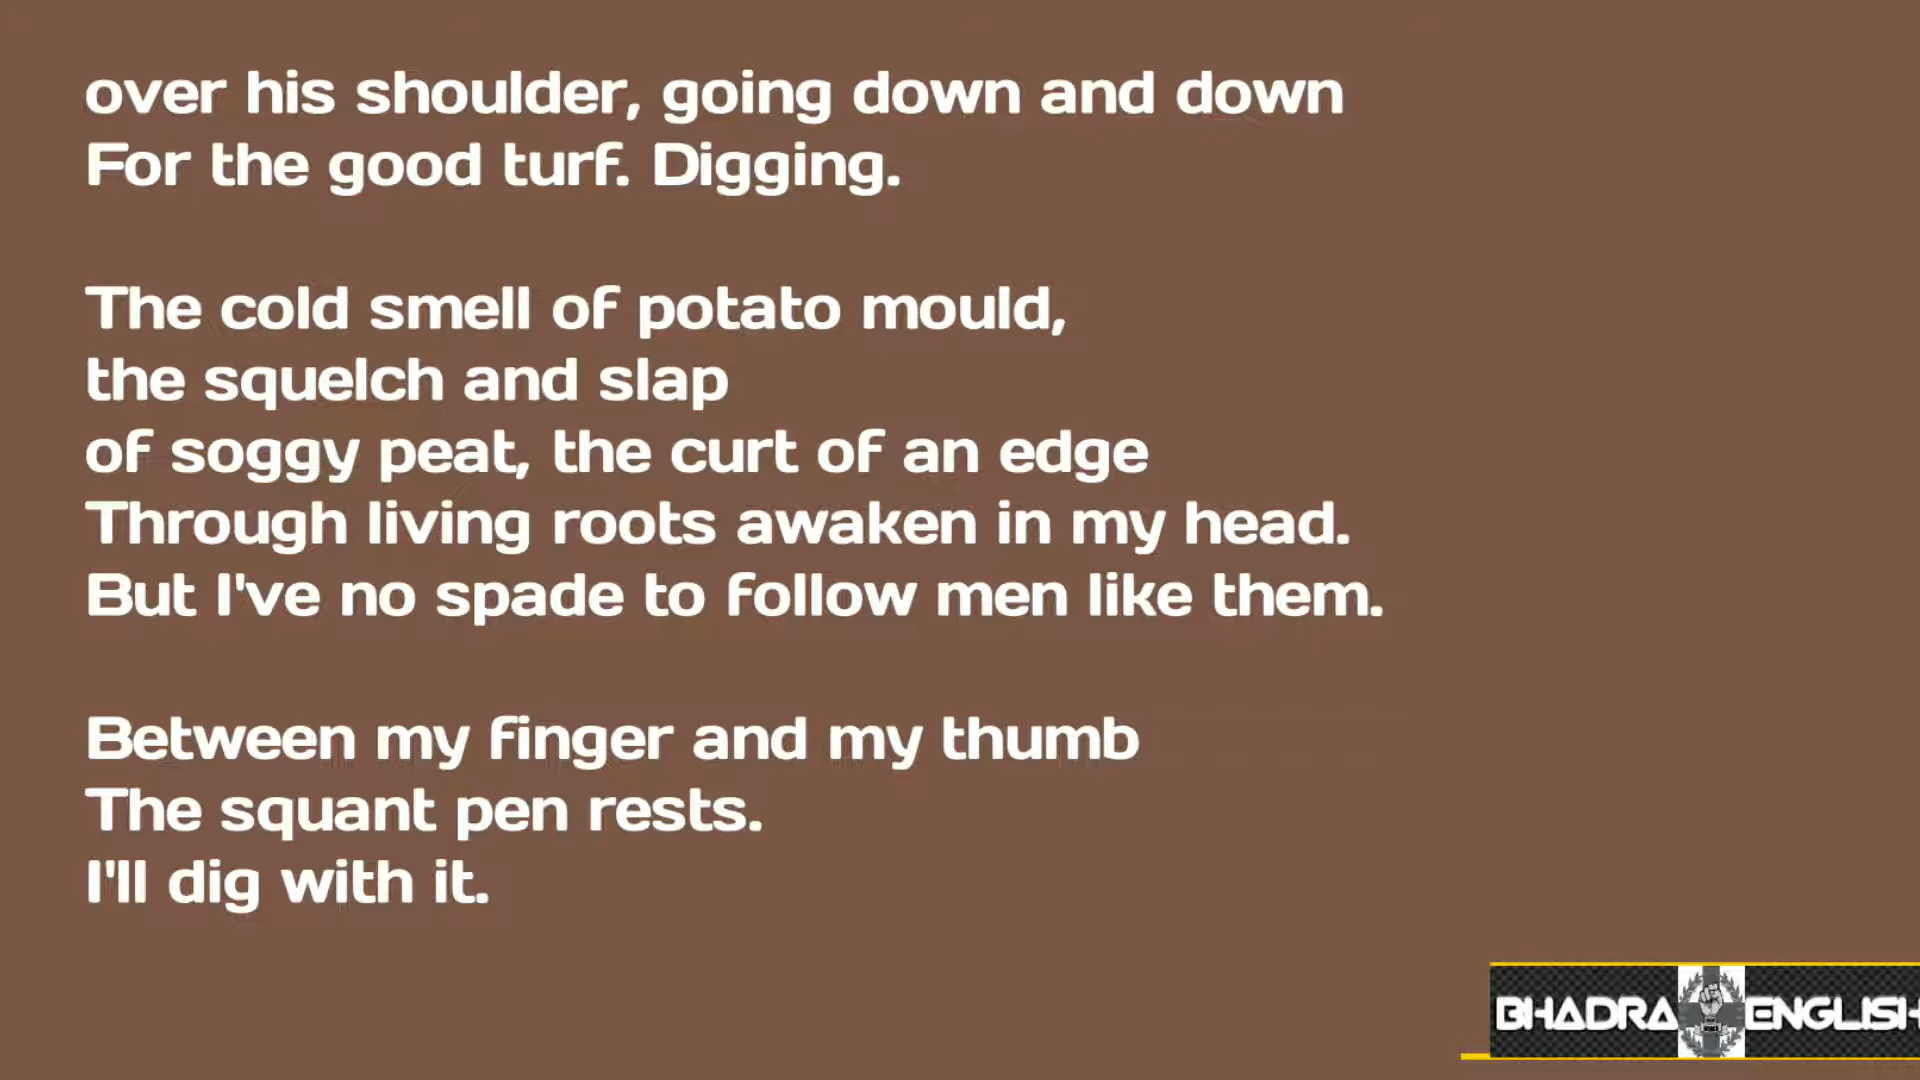 over his shoulder, going down and down
For the good turf. Digging.
The cold smell of potato mould,
the squelch and slap
of soggy peat, the curt of an edge
Through living roots awaken in my head.
But I've no spade to follow men like them.
Between my finger and my thumb
The squant pen rests.
I'll dig with it.
BHADRA ENGLISH